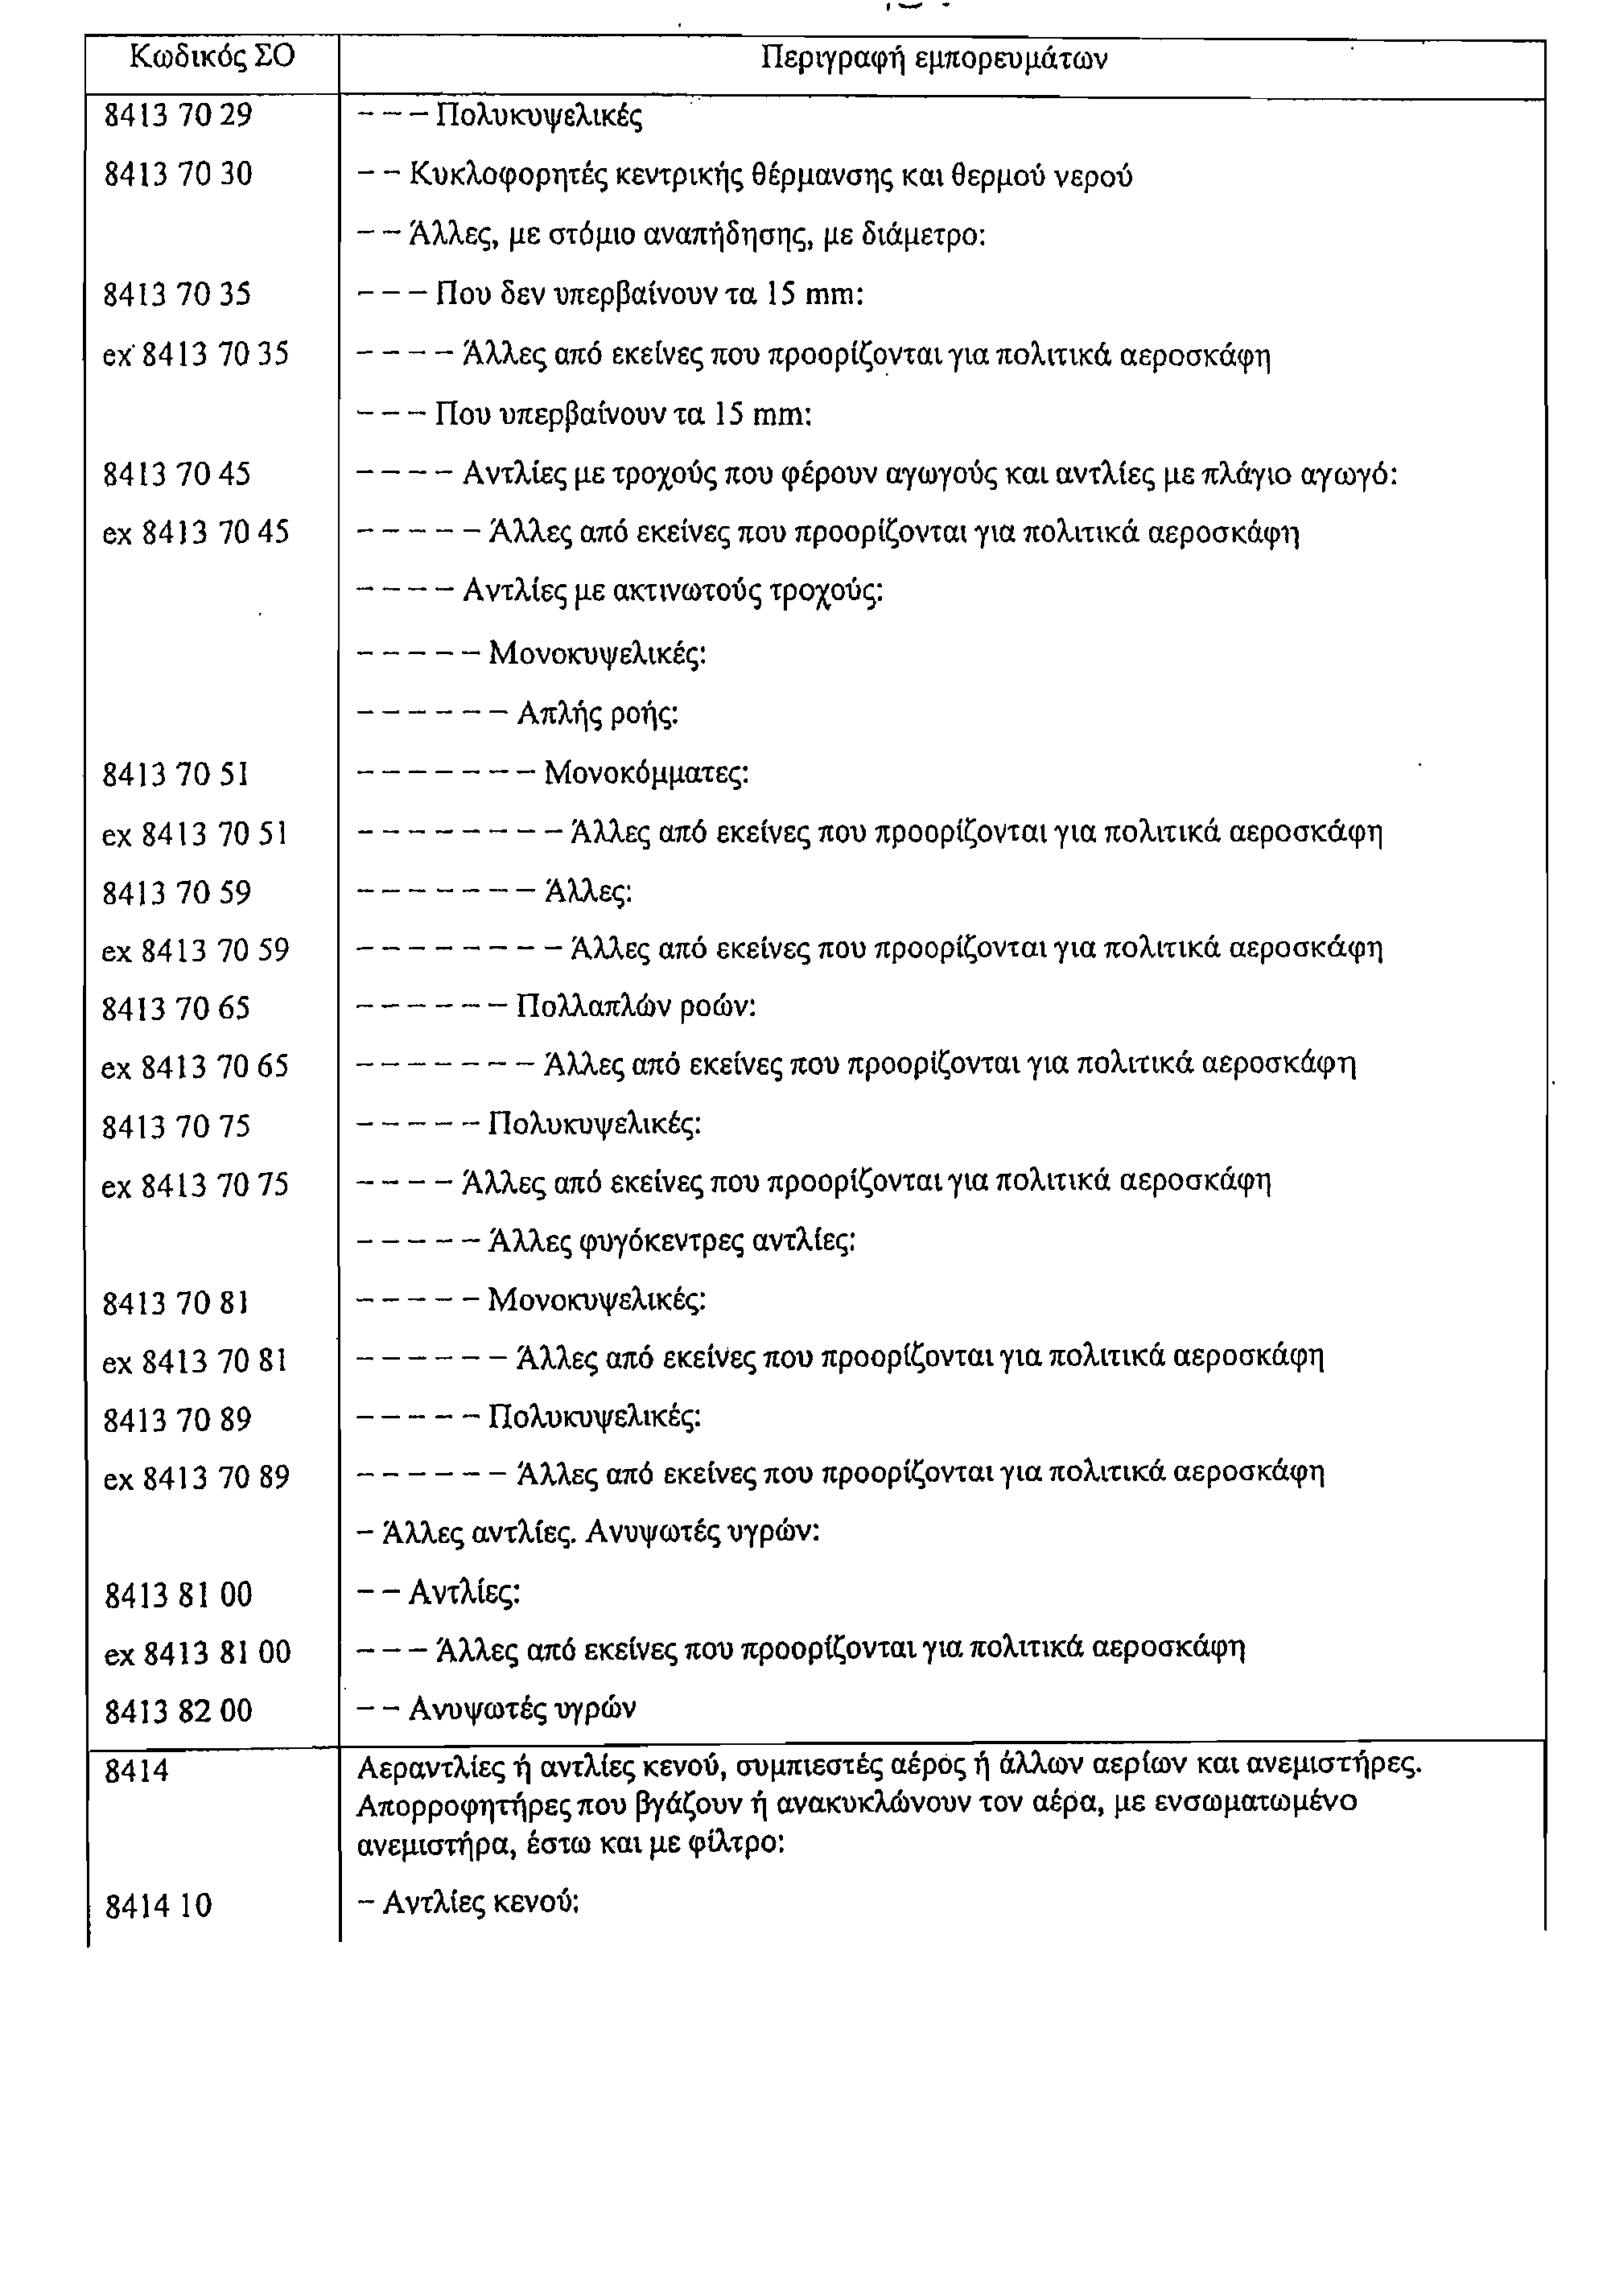 Κωδικός ΣΟ Περιγραφή εμπορευμάτων
8413 70 29 – – – Πολυκυψελικές
8413 70 30 – – Κυκλοφορητές κεντρικής θέρμανσης και θερμού νερού
– – Άλλες, με στόμιο αναπήδησης, με διάμετρο:
8413 70 35 – – – Που δεν υπερβαίνουν τα 15 mm:
ex 8413 70 35 – – – – Άλλες από εκείνες που προορίζονται για πολιτικά αεροσκάφη
– – – Που υπερβαίνουν τα 15 mm:
8413 70 45 – – – – Αντλίες με τροχούς που φέρουν αγωγούς και αντλίες με πλάγιο αγωγό:
ex 8413 70 45 – – – – – Άλλες από εκείνες που προορίζονται για πολιτικά αεροσκάφη
– – – – Αντλίες με ακτινωτούς τροχούς:
– – – – – Μονοκυψελικές:
– – – – – – Απλής ροής:
8413 70 51 – – – – – – – Μονοκόμματες:
ex 8413 70 51 – – – – – – – – Άλλες από εκείνες που προορίζονται για πολιτικά αεροσκάφη
8413 70 59 – – – – – – – Άλλες:
ex 8413 70 59 – – – – – – – – Άλλες από εκείνες που προορίζονται για πολιτικά αεροσκάφη
8413 70 65 – – – – – – Πολλαπλών ροών:
ex 8413 70 65 – – – – – – – Άλλες από εκείνες που προορίζονται για πολιτικά αεροσκάφη
8413 70 75 – – – – – Πολυκυψελικές:
ex 8413 70 75 – – – – Άλλες από εκείνες που προορίζονται για πολιτικά αεροσκάφη
– – – – – Άλλες φυγόκεντρες αντλίες:
8413 70 81 – – – – – Μονοκυψελικές:
ex 8413 70 81 – – – – – – Άλλες από εκείνες που προορίζονται για πολιτικά αεροσκάφη
8413 70 89 – – – – – Πολυκυψελικές:
ex 8413 70 89 – – – – – – Άλλες από εκείνες που προορίζονται για πολιτικά αεροσκάφη
– Άλλες αντλίες. Ανυψωτές υγρών:
8413 81 00 – – Αντλίες:
ex 8413 81 00 – – – Άλλες από εκείνες που προορίζονται για πολιτικά αεροσκάφη
8413 82 00 – – Ανυψωτές υγρών
8414 Αεραντλίες ή αντλίες κενού, συμπιεστές αέρος ή άλλων αερίων και ανεμιστήρες.
Απορροφητήρες που βγάζουν ή ανακυκλώνουν τον αέρα, με ενσωματωμένο
ανεμιστήρα, έστω και με φίλτρο:
8414 10 – Αντλίες κενού: